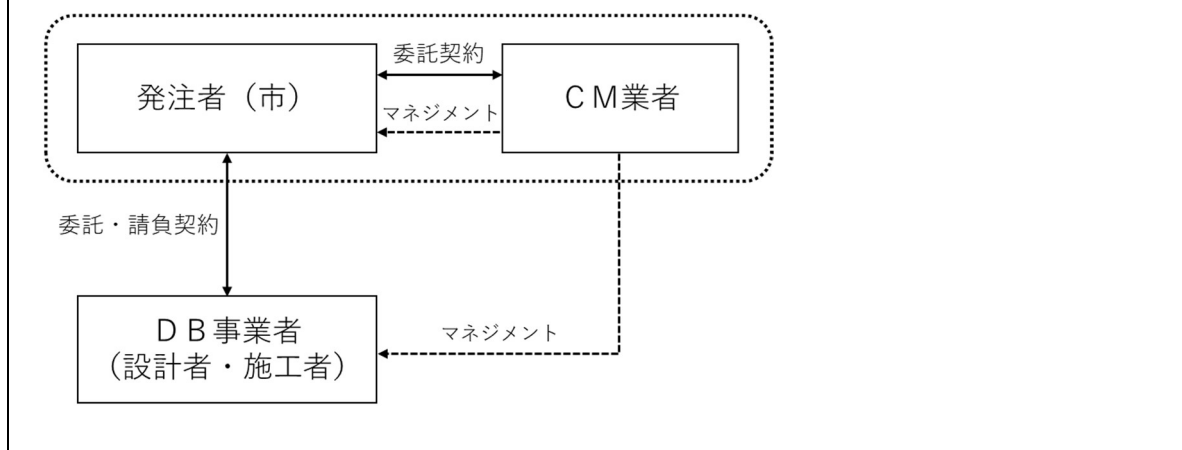 委託契約
発注者（市）
ＣＭ業者
マネジメント
委託・請負契約
ＤＢ事業者
（設計者・施工者）
マネジメント